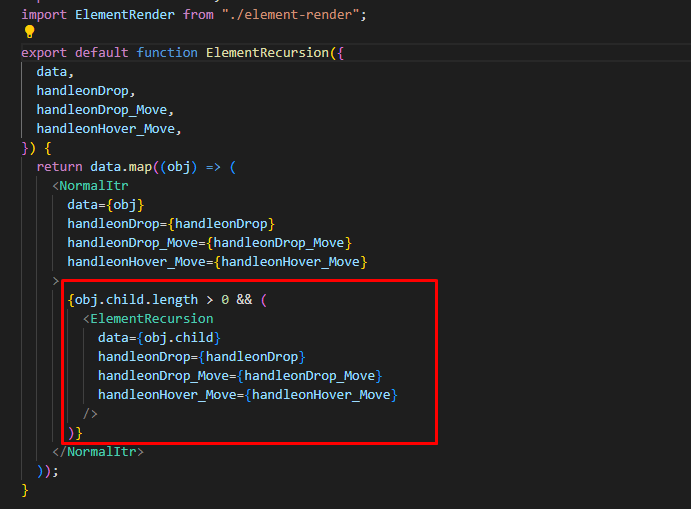 import ElementRender from "./element-render";
export default function ElementRecursion({
data,
handleonDrop,
handleonDrop_Move,
handleonHover_Move,
}) {
return data.map((obj) => (
<NormalItr
data={obj}
handleonDrop={handleonDrop}
handleonDrop_Move={handleonDrop_Move}
handleonHover_Move={handleonHover_Move}
>
{obj.child.length > 0 && (
<ElementRecursion
data={obj.child}
handleonDrop={handleonDrop}
handleonDrop_Move={handleonDrop_Move}
handleonHover_Move={handleonHover_Move}
/>
)}
</NormalItr>
));
}